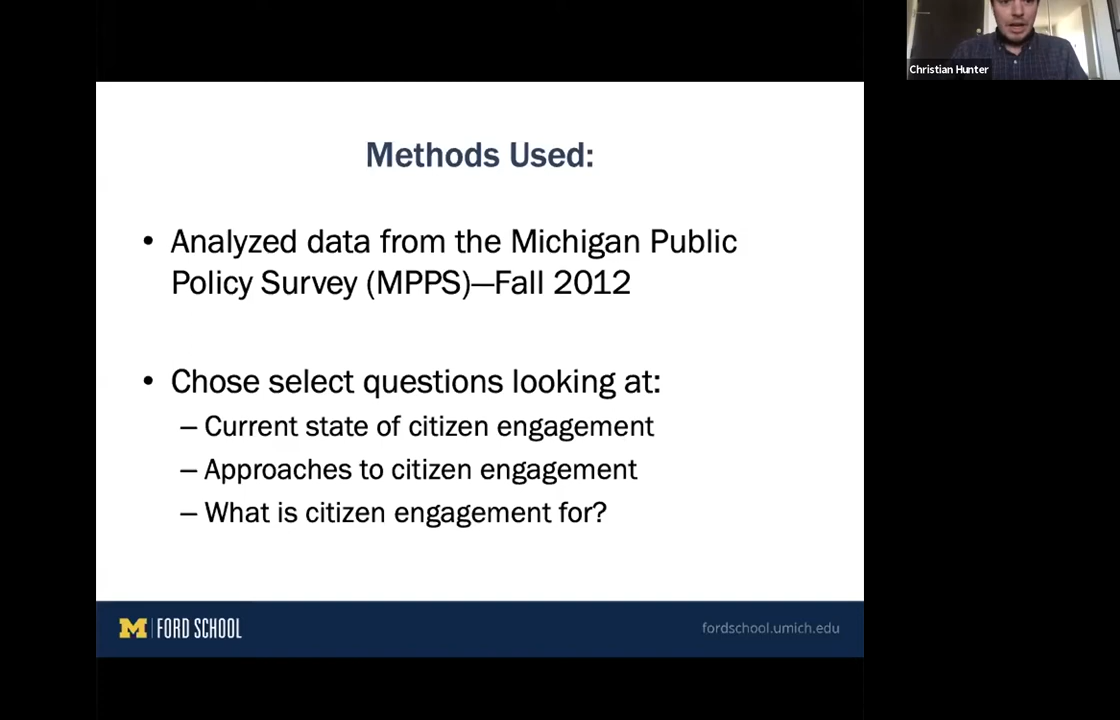 Christian Hunter
Methods Used:
• Analyzed data from the Michigan Public
Policy Survey (MPPS)—Fall 2012
• Chose select questions looking at:
– Current state of citizen engagement
– Approaches to citizen engagement
– What is citizen engagement for?
M FORD SCHOOL
fordschool.umich.edu